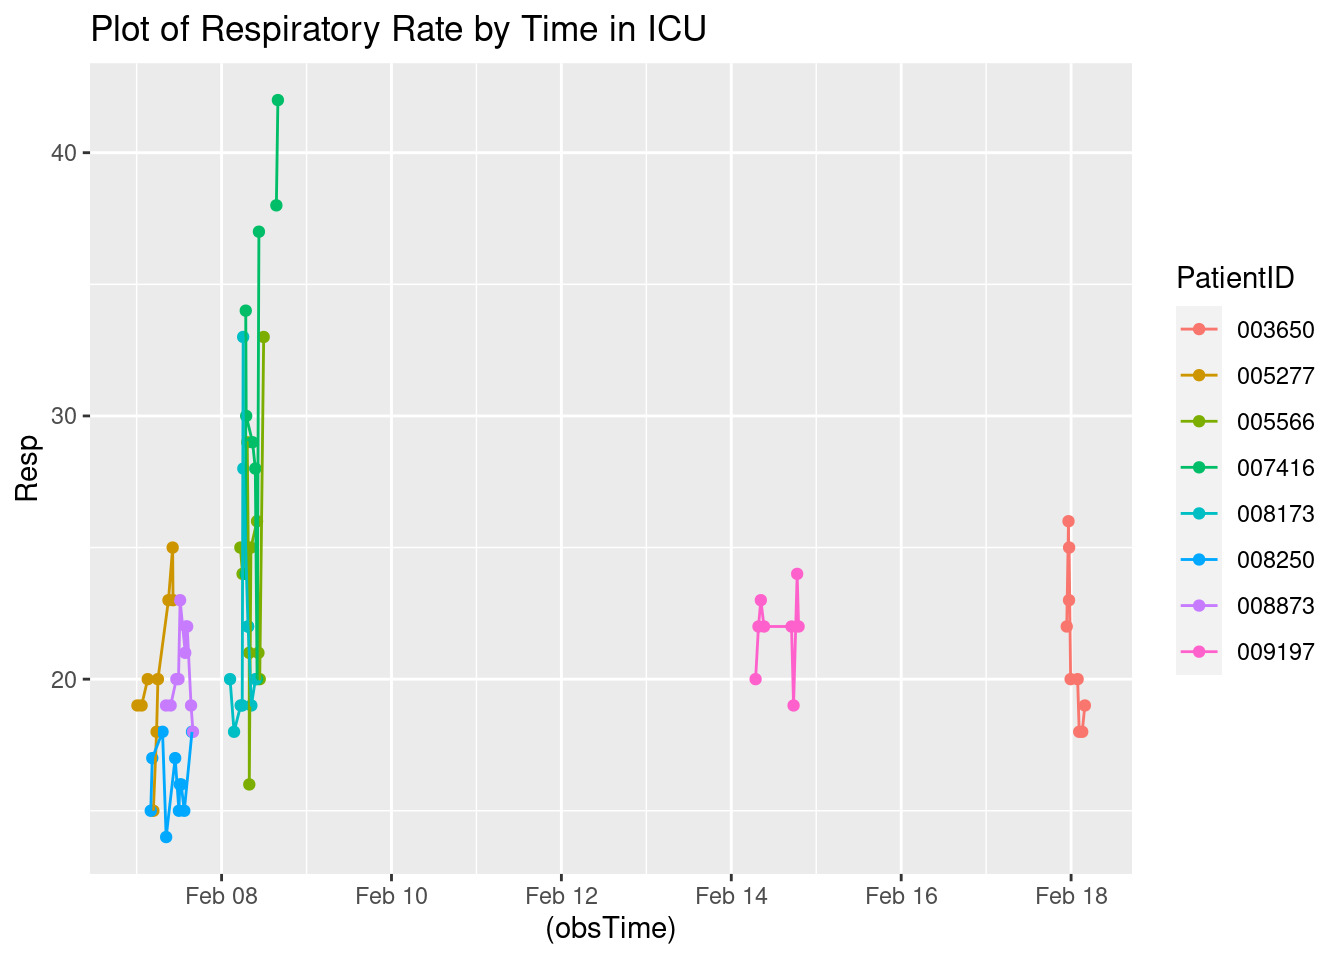 Plot of Respiratory Rate by Time in ICU
40
30
20
Resp
Feb 08 Feb 10 Feb 12 Feb 14 Feb 16 Feb 18
(obsTime)
PatientID
003650
005277
005566
007416
008173
008250
008873
009197